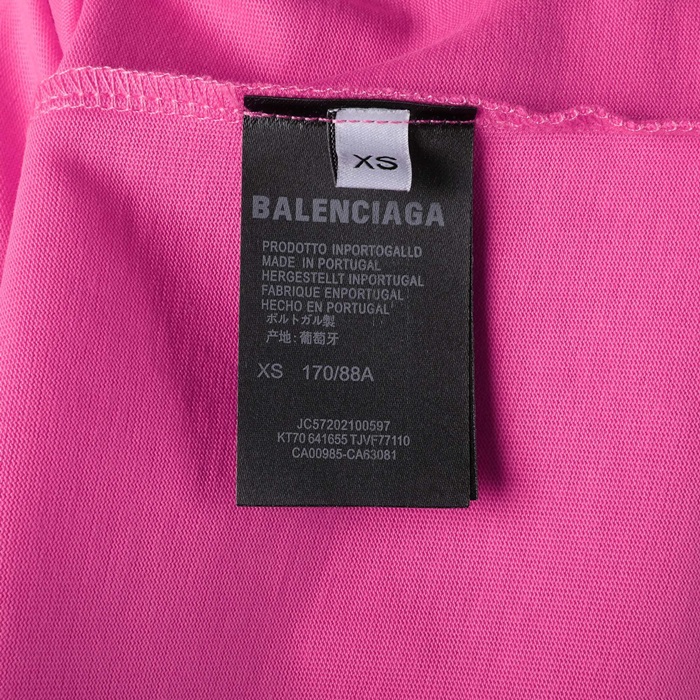 XS
BALENCIAGA
PRODOTTO INPORTOGALLD
MADE IN PORTUGAL
HERGESTELLT INPORTUGAL
FABRIQUE ENPORTUGAL
HECHO EN PORTUGAL
ポルトガル製
产地:葡萄牙
XS 170/88A
JC57202100597
KT70 641655 TJVF77110
CA00985-CA63081